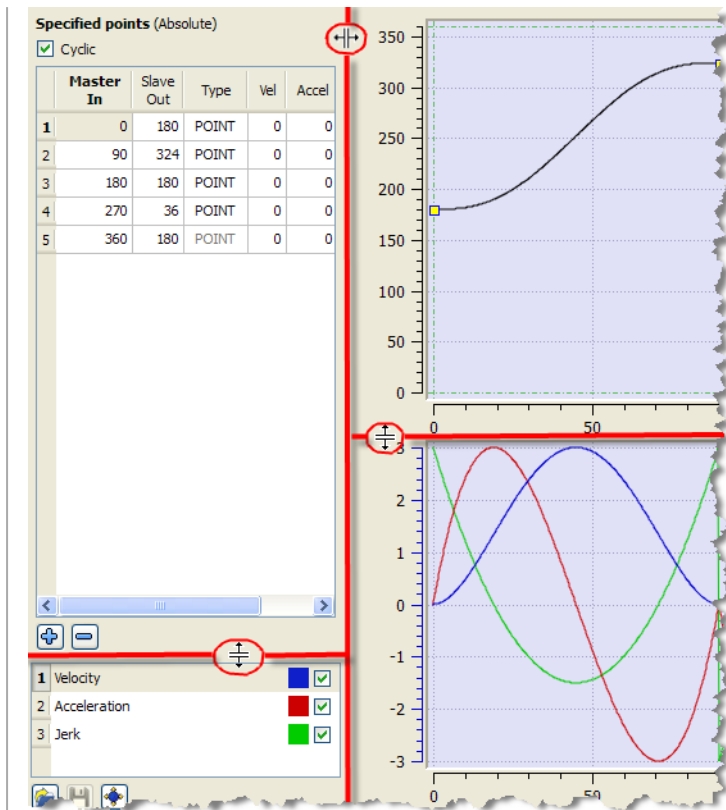 Specified points (Absolute)
Cyclic
Master In Slave Out Type Vel Accel
1 0 180 POINT 0 0
2 90 324 POINT 0 0
3 180 180 POINT 0 0
4 270 36 POINT 0 0
5 360 180 POINT 0 0
1 Velocity
2 Acceleration
3 Jerk
350
300
250
200
150
100
50
0
0 50
3
2
1
0
-1
-2
-3
0 50